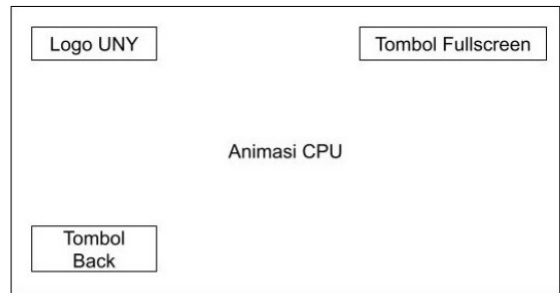 Logo UNY
Tombol Fullscreen
Animasi CPU
Tombol
Back